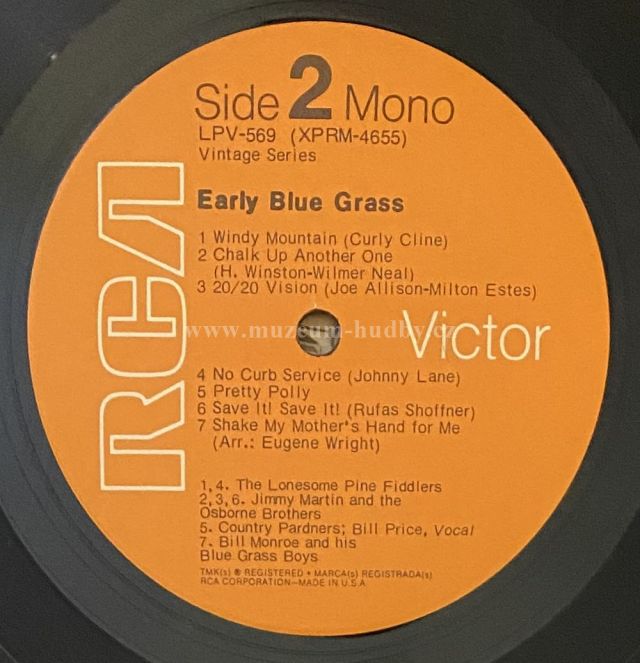 Side 2 Mono
LPV-569 (XPRM-4655)
Vintage Series
Early Blue Grass
1 Windy Mountain (Curly Cline)
2 Chalk Up Another One
(H. Winston-Wilmer Neal)
3 20/20 Vision (Joe Allison-Milton Estes)
www.muzeum-hudby.cz
RCA
Victor
4 No Curb Service (Johnny Lane)
5 Pretty Polly
6 Save It! Save It! (Rufas Shoffner)
7 Shake My Mother's Hand for Me
(Arr.: Eugene Wright)
1,4. The Lonesome Pine Fiddlers
2,3,6. Jimmy Martin and the
Osborne Brothers
5. Country Pardners; Bill Price, Vocal
7. Bill Monroe and his
Blue Grass Boys
TMK(s) ® REGISTERED • MARCA(s) REGISTRADA(s)
RCA CORPORATION—MADE IN U.S.A.